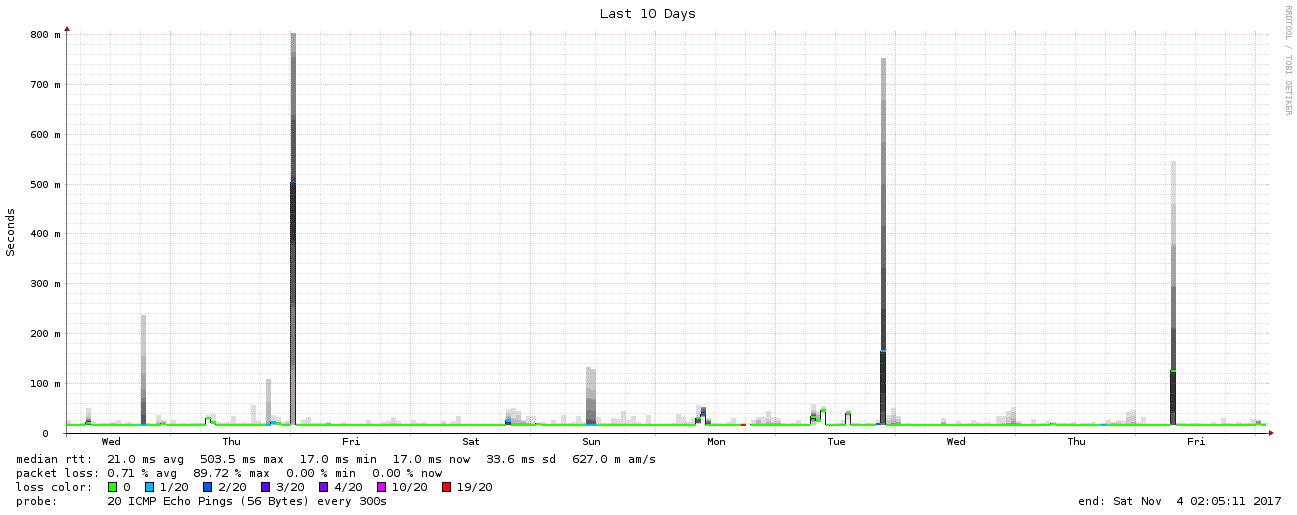 Last 10 Days
RRDTOOL / TOBI OETIKER
Seconds
800 m
700 m
600 m
500 m
400 m
300 m
200 m
100 m
0
Wed Thu Fri Sat Sun Mon Tue Wed Thu Fri
median rtt: 21.0 ms avg 503.5 ms max 17.0 ms min 17.0 ms now 33.6 ms sd 627.0 m am/s
packet loss: 0.71 % avg 89.72 % max 0.00 % min 0.00 % now
loss color: 0 1/20 2/20 3/20 4/20 10/20 19/20
probe: 20 ICMP Echo Pings (56 Bytes) every 300s end: Sat Nov 4 02:05:11 2017